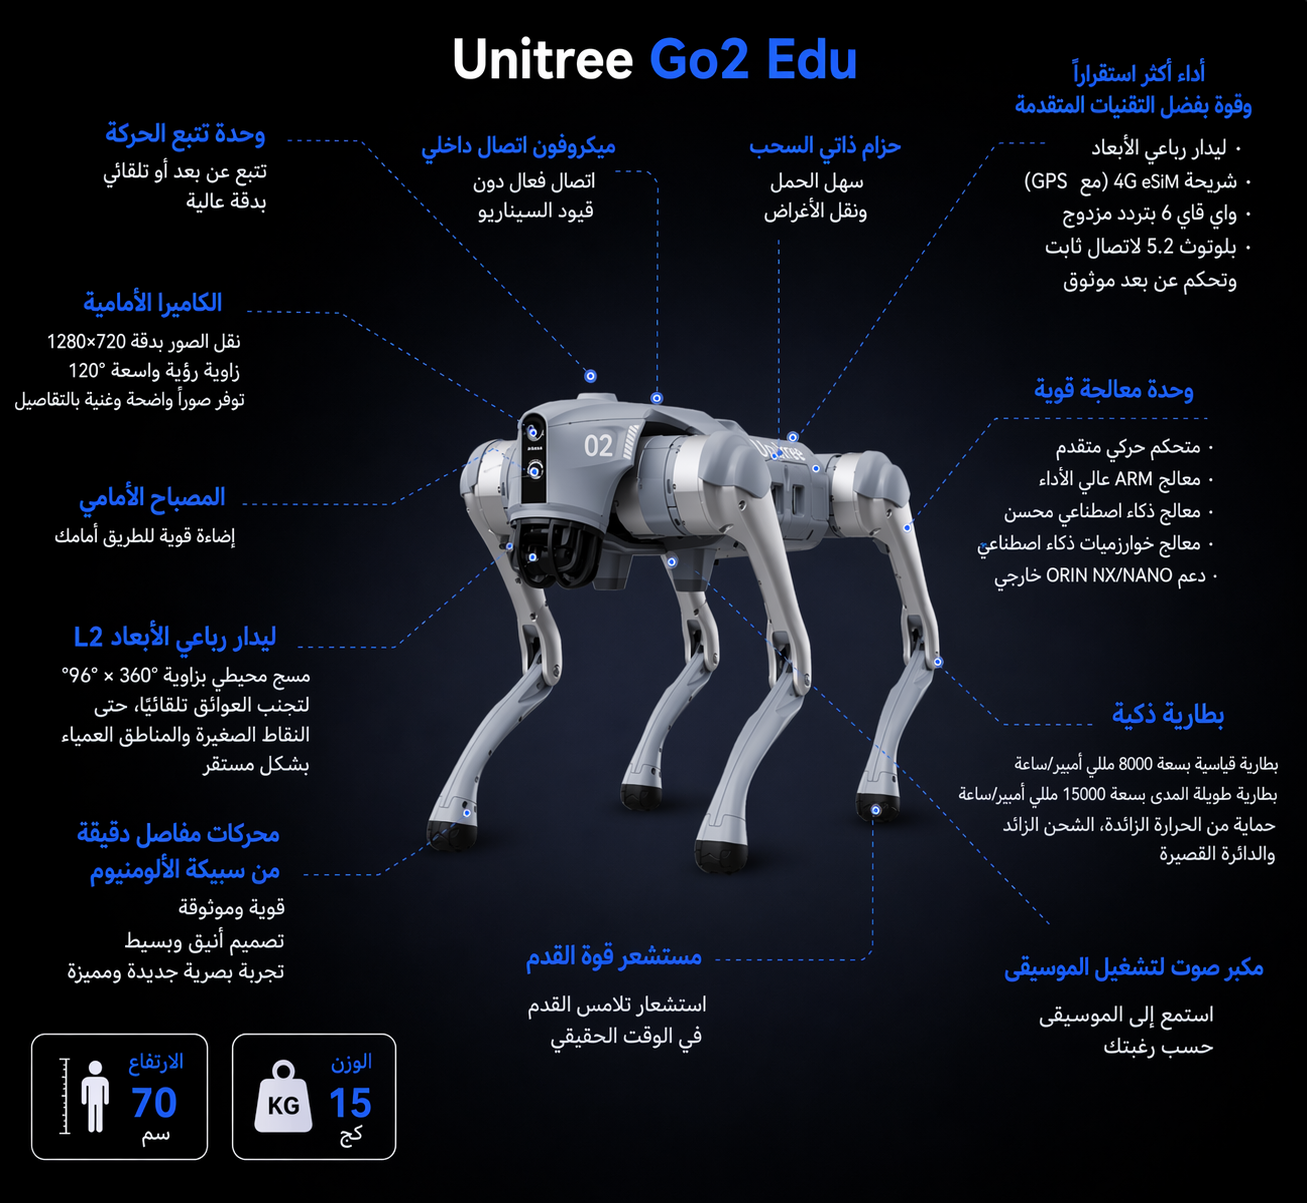 Unitree Go2 Edu
أداء أكثر استقراراً
وقوة بفضل التقنيات المتقدمة
• ليدار رباعي الأبعاد
• شريحة 4G eSiM (مع GPS)
• واي فاي 6 بتردد مزدوج
• بلوتوث 5.2 لاتصال ثابت
وتحكم عن بعد موثوق
حزام ذاتي السحب
سهل الحمل
ونقل الأغراض
ميكروفون اتصال داخلي
اتصال فعال دون
قيود السيناريو
وحدة تتبع الحركة
تتبع عن بعد أو تلقائي
بدقة عالية
الكاميرا الأمامية
نقل الصور بدقة 720×1280
زاوية رؤية واسعة °120
توفر صوراً واضحة وغنية بالتفاصيل
وحدة معالجة قوية
• متحكم حركي متقدم
• معالج ARM عالي الأداء
• معالج ذكاء اصطناعي محسن
• معالج خوارزميات ذكاء اصطناعي
• دعم ORIN NX/NANO خارجي
المصباح الأمامي
إضاءة قوية للطريق أمامك
02
Unitree
ليدار رباعي الأبعاد L2
مسح محيطي بزاوية °360 × °96°
لتجنب العوائق تلقائيًا، حتى
النقاط الصغيرة والمناطق العمياء
بشكل مستقر
بطارية ذكية
بطارية قياسية بسعة 8000 مللي أمبير/ساعة
بطارية طويلة المدى بسعة 15000 مللي أمبير/ساعة
حماية من الحرارة الزائدة، الشحن الزائد
والدائرة القصيرة
محركات مفاصل دقيقة
من سبيكة الألومنيوم
قوية وموثوقة
تصميم أنيق وبسيط
تجربة بصرية جديدة ومميزة
مستشعر قوة القدم
استشعار تلامس القدم
في الوقت الحقيقي
مكبر صوت لتشغيل الموسيقى
استمع إلى الموسيقى
حسب رغبتك
الوزن
15
كج
KG
الارتفاع
70
سم